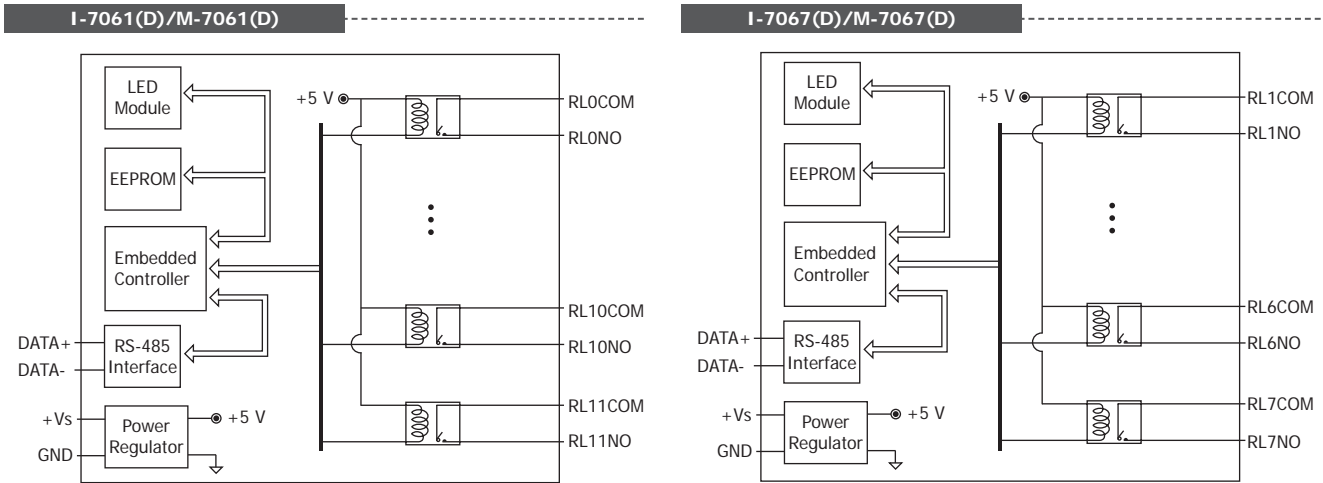 I-7061(D)/M-7061(D)
LED
Module
EEPROM
Embedded
Controller
RS-485
Interface
Power
Regulator
DATA+
DATA-
+Vs
GND
+5 V
+5 V
RL0COM
RL0NO
RL10COM
RL10NO
RL11COM
RL11NO
I-7067(D)/M-7067(D)
LED
Module
EEPROM
Embedded
Controller
RS-485
Interface
Power
Regulator
DATA+
DATA-
+Vs
GND
+5 V
+5 V
RL1COM
RL1NO
RL6COM
RL6NO
RL7COM
RL7NO